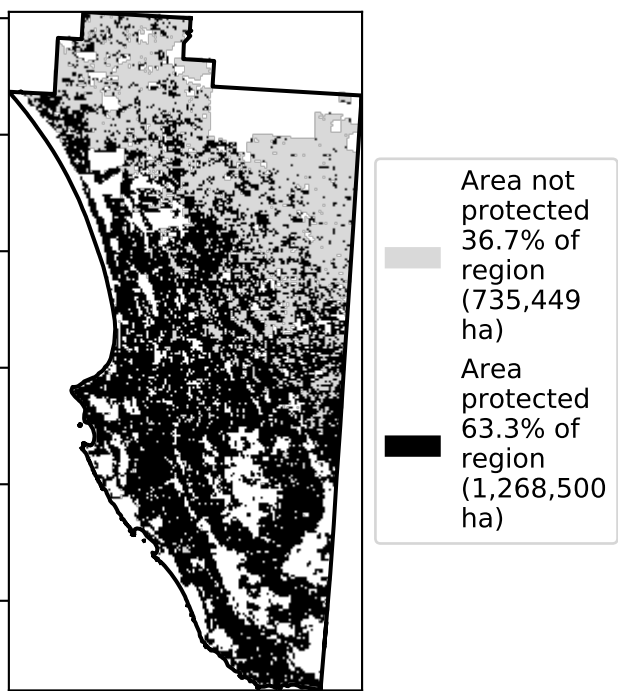 Area not
protected
36.7% of
region
(735,449
ha)
Area
protected
63.3% of
region
(1,268,500
ha)